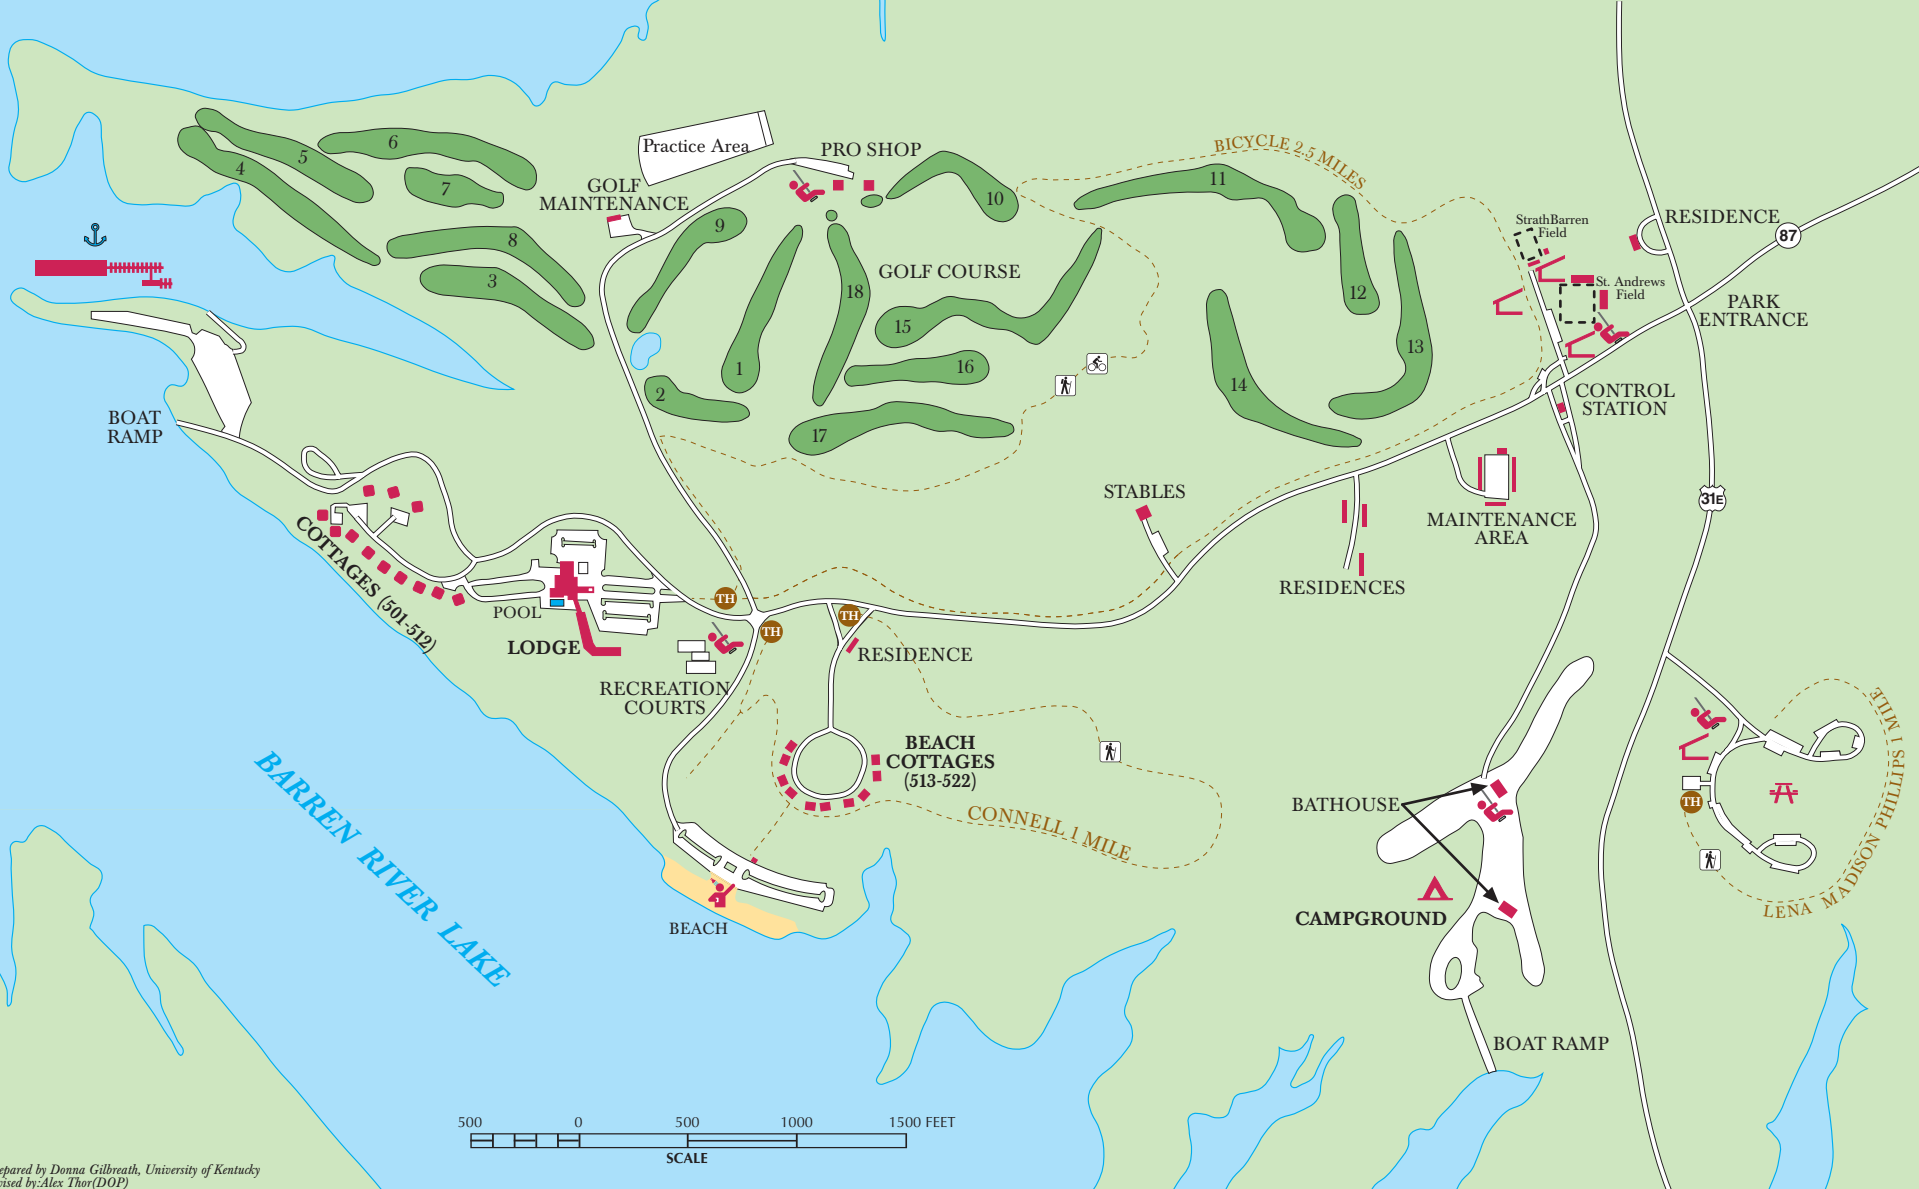 BICYCLE 2.5 MILES
Practice Area
PRO SHOP
GOLF
MAINTENANCE
GOLF COURSE
1
2
3
4
5
6
7
8
9
10
11
12
13
14
15
16
17
18
StrathBarren
Field
St. Andrews
Field
RESIDENCE
87
PARK
ENTRANCE
CONTROL
STATION
31E
MAINTENANCE
AREA
RESIDENCES
STABLES
BOAT
RAMP
COTTAGES (501-512)
POOL
LODGE
TH
TH
TH
RECREATION
COURTS
RESIDENCE
BEACH
COTTAGES
(513-522)
CONNELL 1 MILE
BEACH
BARREN RIVER LAKE
BATHOUSE
CAMPGROUND
BOAT RAMP
TH
LENA MADISON PHILLIPS 1 MILE
500 0 500 1000 1500 FEET
SCALE
epared by Donna Gilbreath, University of Kentucky
vised by:Alex Thor(DOP)